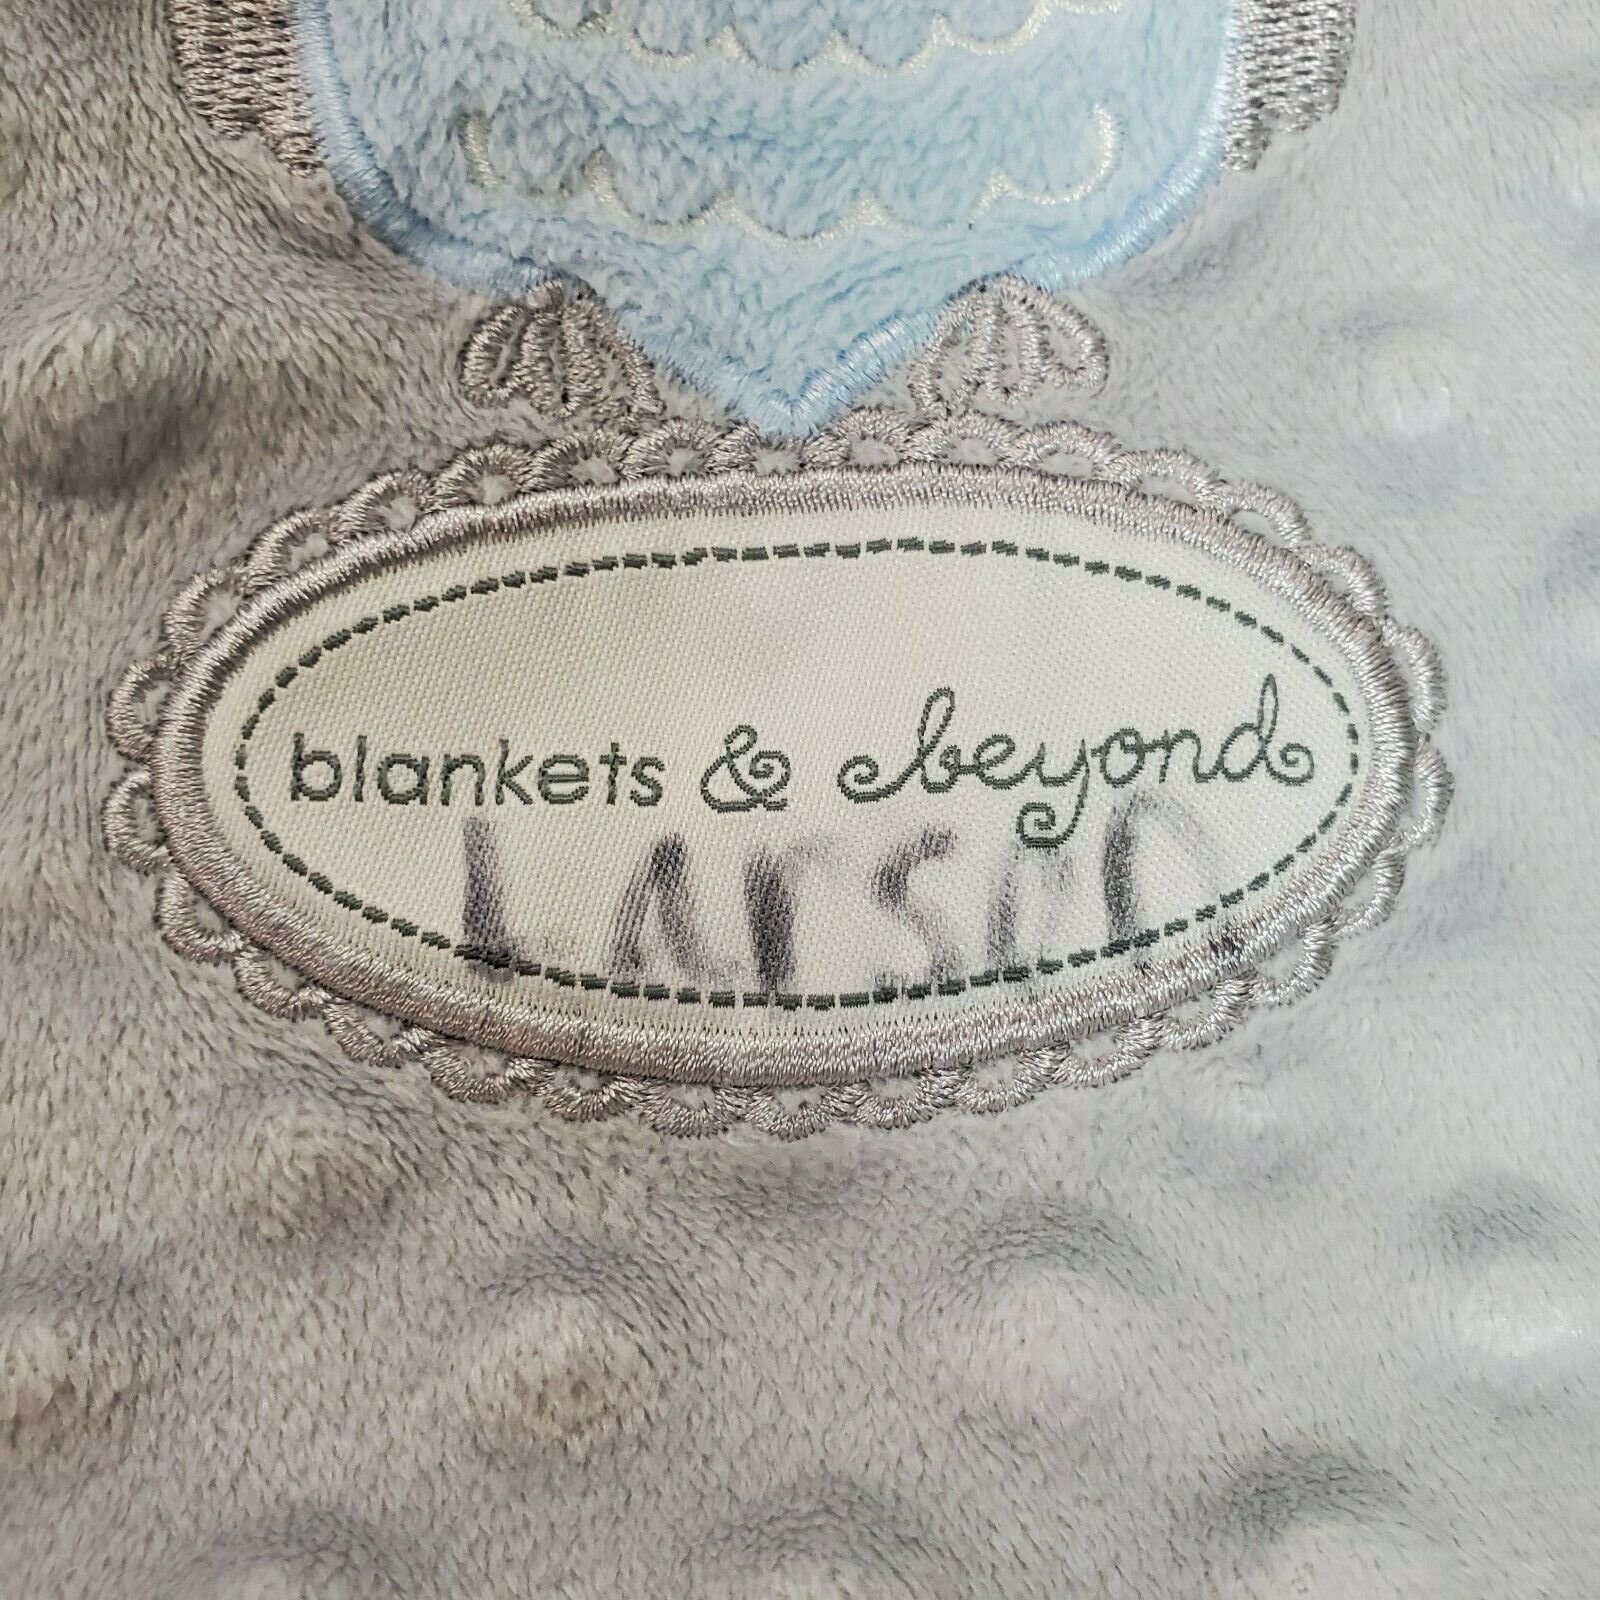 blankets & beyond